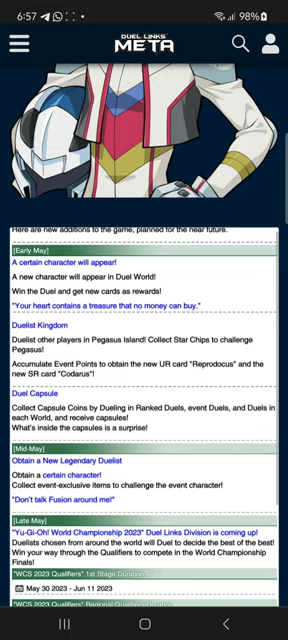 6:57
98%
DUEL LINKS
META
Here are new additions to the game, planned for the near future.
[Early May]
A certain character will appear!
A new character will appear in Duel World!
Win the Duel and get new cards as rewards!
"Your heart contains a treasure that no money can buy."
Duelist Kingdom
Duelist other players in Pegasus Island! Collect Star Chips to challenge
Pegasus!
Accumulate Event Points to obtain the new UR card "Reprodocus" and the
new SR card "Codarus"!
Duel Capsule
Collect Capsule Coins by Dueling in Ranked Duels, event Duels, and Duels in
each World, and receive capsules!
What's inside the capsules is a surprise!
[Mid-May]
Obtain a New Legendary Duelist
Obtain a certain character!
Collect event-exclusive items to challenge the event character!
"Don't talk Fusion around me!"
[Late May]
"Yu-Gi-Oh! World Championship 2023" Duel Links Division is coming up!
Duelists chosen from around the world will Duel to decide the best of the best!
Win your way through the Qualifiers to compete in the World Championship
Finals!
"WCS 2023 Qualifiers" 1st Stage Duration
May 30 2023 - Jun 11 2023
"WCS 2023 Qualifiers" Regional Qualifiers Duration